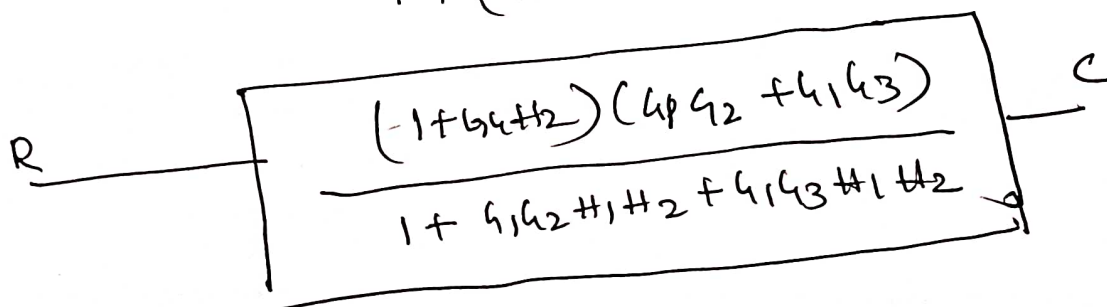 R
(-1+G4H2)(G1G2 + G1G3)
1 + G1G2H1H2 + G1G3H1H2
C